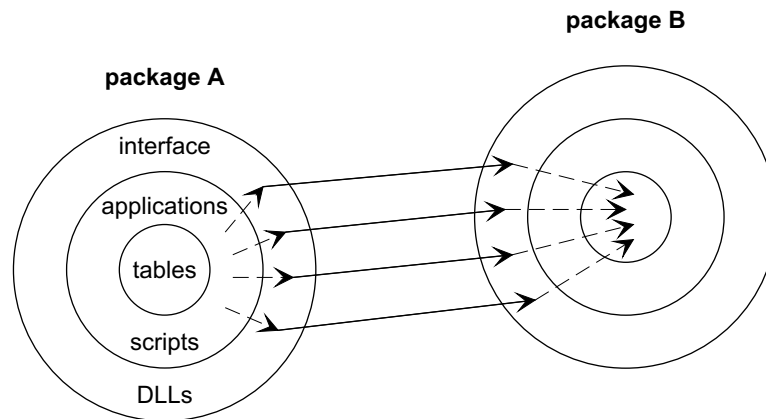 package B
package A
interface
applications
tables
scripts
DLLs